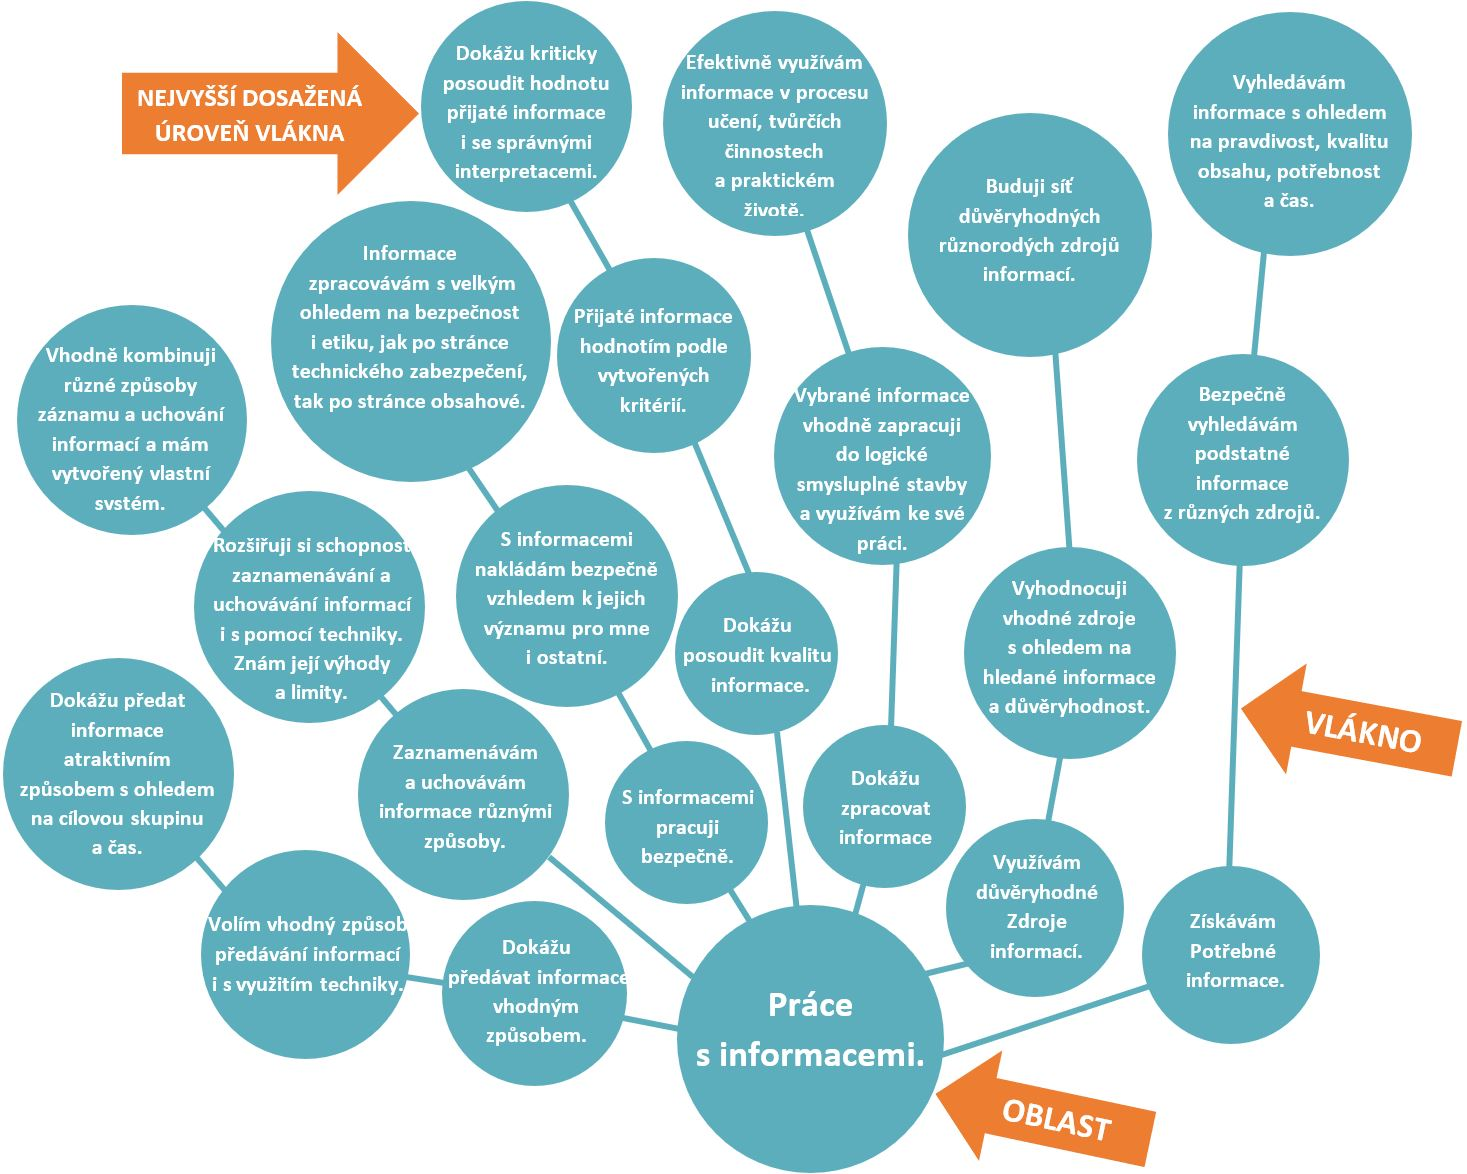 NEJVYŠŠÍ DOSAŽENÁ
ÚROVEŇ VLÁKNA
Dokážu kriticky
posoudit hodnotu
přijaté informace
i se správnými
interpretacemi.
Efektivně využívám
informace v procesu
učení, tvůrčích
činnostech
a praktickém
životě.
Buduji síť
důvěryhodných
různorodých zdrojů
informací.
Vyhledávám
informace s ohledem
na pravdivost, kvalitu
obsahu, potřebnost
a čas.
Informace
zpracovávám s velkým
ohledem na bezpečnost
i etiku, jak po stránce
technického zabezpečení,
tak po stránce obsahové.
Přijaté informace
hodnotím podle
vytvořených
kritérií.
Vhodně kombinuji
různé způsoby
záznamu a uchování
informací a mám
vytvořený vlastní
systém.
Vybrané informace
vhodně zapracuji
do logické
smysluplné stavby
a využívám ke své
práci.
Bezpečně
vyhledávám
podstatné
informace
z různých zdrojů.
Rozšiřuji si schopnost
zaznamenávání a
uchovávání informací
i s pomocí techniky.
Znám její výhody
a limity.
S informacemi
nakládám bezpečně
vzhledem k jejich
významu pro mne
i ostatní.
Dokážu
posoudit kvalitu
informace.
Vyhodnocuji
vhodné zdroje
s ohledem na
hledané informace
a důvěryhodnost.
VLÁKNO
Dokážu předat
informace
atraktivním
způsobem s ohledem
na cílovou skupinu
a čas.
Zaznamenávám
a uchovávám
informace různými
způsoby.
S informacemi
pracuji
bezpečně.
Dokážu
zpracovat
informace
Využívám
důvěryhodné
Zdroje
informací.
Získávám
Potřebné
informace.
Volím vhodný způsob
předávání informací
i s využitím techniky.
Dokážu
předávat informace
vhodným
způsobem.
Práce
s informacemi.
OBLAST